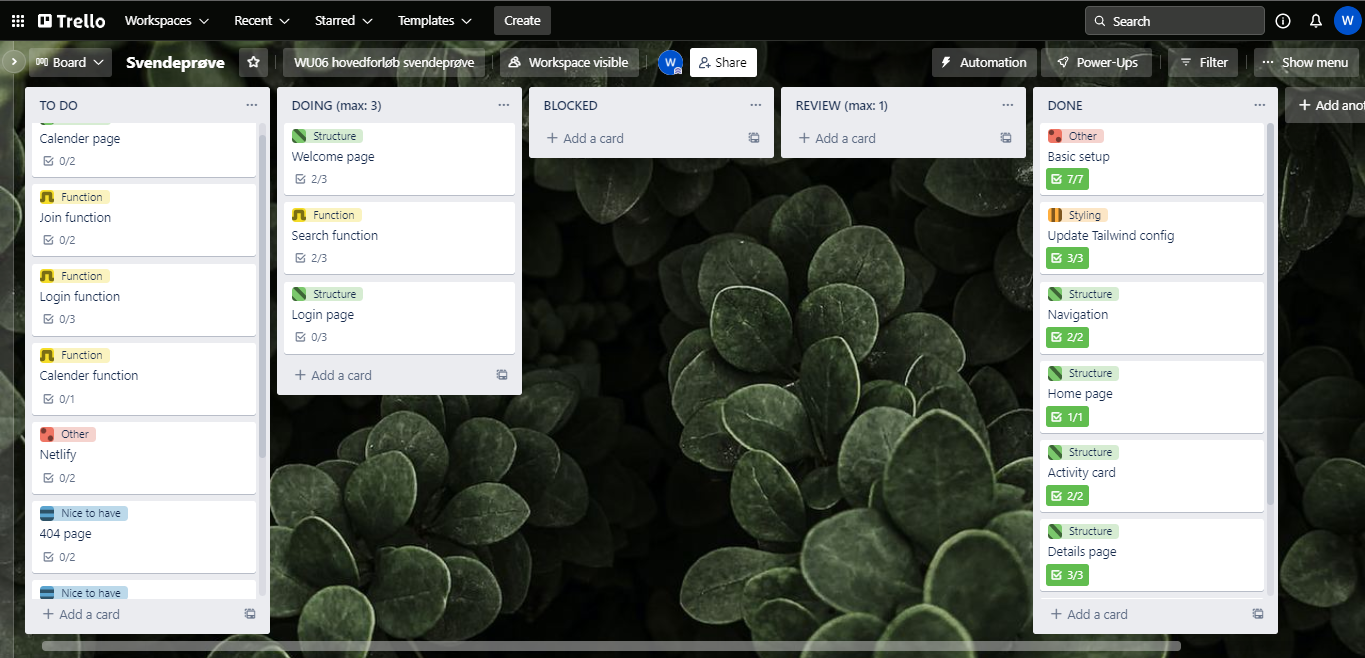 Trello
Workspaces
Recent
Starred
Templates
Create
Search
W
Board
Svendeprøve
WU06 hovedforløb svendeprøve
Workspace visible
W
Share
Automation
Power-Ups
Filter
Show menu
TO DO
Calender page
0/2
Function
Join function
0/2
Function
Login function
0/3
Function
Calender function
0/1
Other
Netlify
0/2
Nice to have
404 page
0/2
Nice to have
Add a card
DOING (max: 3)
Structure
Welcome page
2/3
Function
Search function
2/3
Structure
Login page
0/3
Add a card
BLOCKED
Add a card
REVIEW (max: 1)
Add a card
DONE
Other
Basic setup
7/7
Styling
Update Tailwind config
3/3
Structure
Navigation
2/2
Structure
Home page
1/1
Structure
Activity card
2/2
Structure
Details page
3/3
Add a card
Add anot